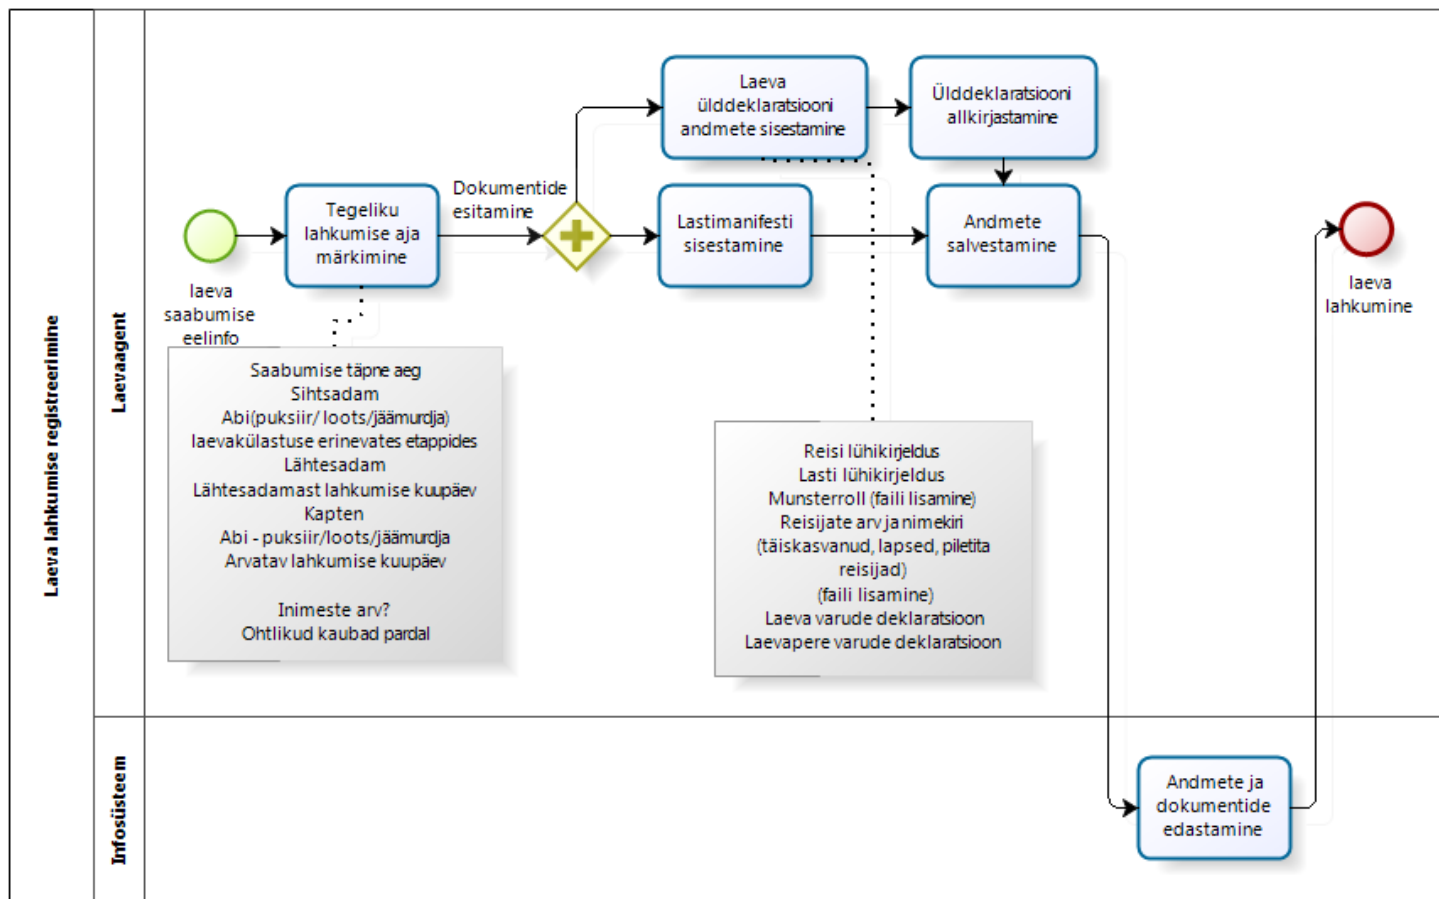 Laeva lahkumise registreerimine
Laevaagent
laeva
saabumise
eelinfo
Tegeliku
lahkumise aja
märkimine
Dokumentide
esitamine
Laeva
ülddeklaratsiooni
andmete sisestamine
Ülddeklaratsiooni
allkirjastamine
Lastimanifesti
sisestamine
Andmete
salvestamine
laeva
lahkumine
Saabumise täpne aeg
Sihtsadam
Abi(puksiir/ loots/jäämurdja)
laevakülastuse erinevates etappides
Lähtesadam
Lähtesadamast lahkumise kuupäev
Kapten
Abi - puksiir/loots/jäämurdja
Arvatav lahkumise kuupäev
Inimeste arv?
Ohtlikud kaubad pardal
Reisi lühikirjeldus
Lasti lühikirjeldus
Munsterroll (faili lisamine)
Reisijate arv ja nimekiri
(täiskasvanud, lapsed, piletita
reisijad)
(faili lisamine)
Laeva varude deklaratsioon
Laevapere varude deklaratsioon
Infosüsteem
Andmete ja
dokumentide
edastamine